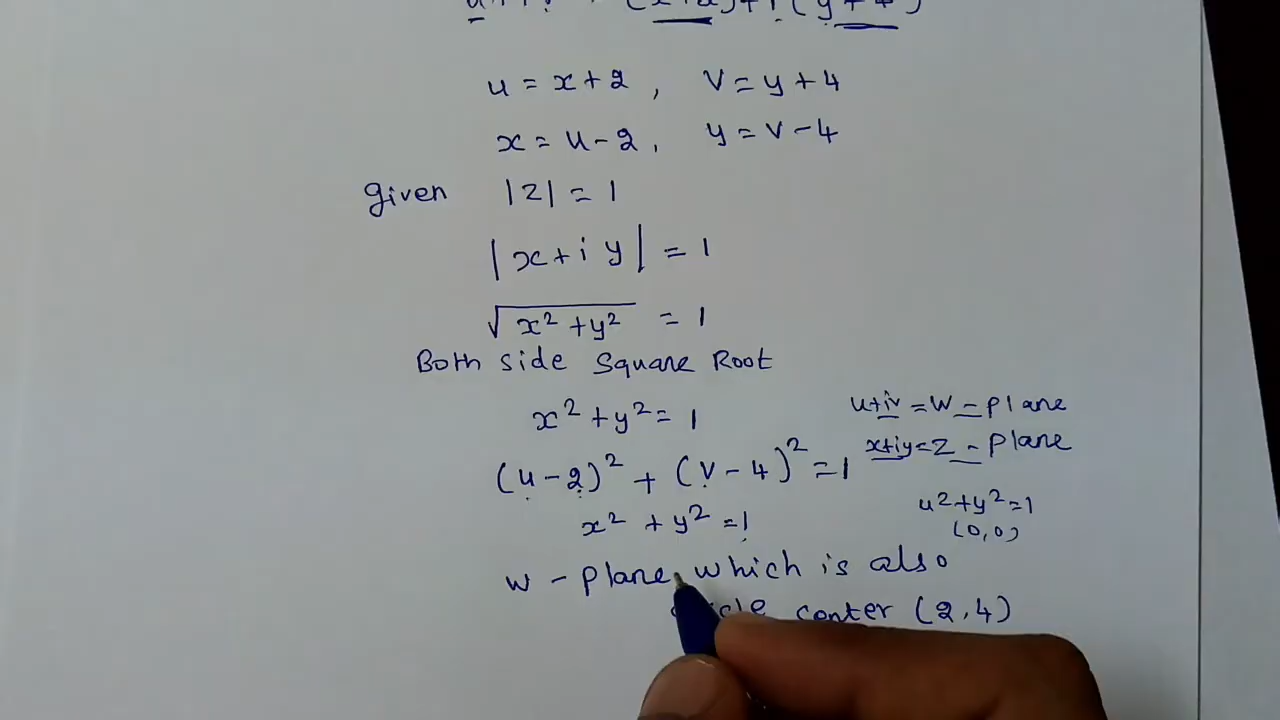 u = x+2 , V = y+4
x = u-2 , y = v-4
given |z| = 1
|x+i y| = 1
√x²+y² = 1
Both side Square Root
x²+y² = 1
u+iv = W - plane
x+iy = Z - plane
(u-2)² + (v-4)² = 1
u²+y²=1
x² + y² = 1
(0,0)
w - plane which is also
circle center (2,4)